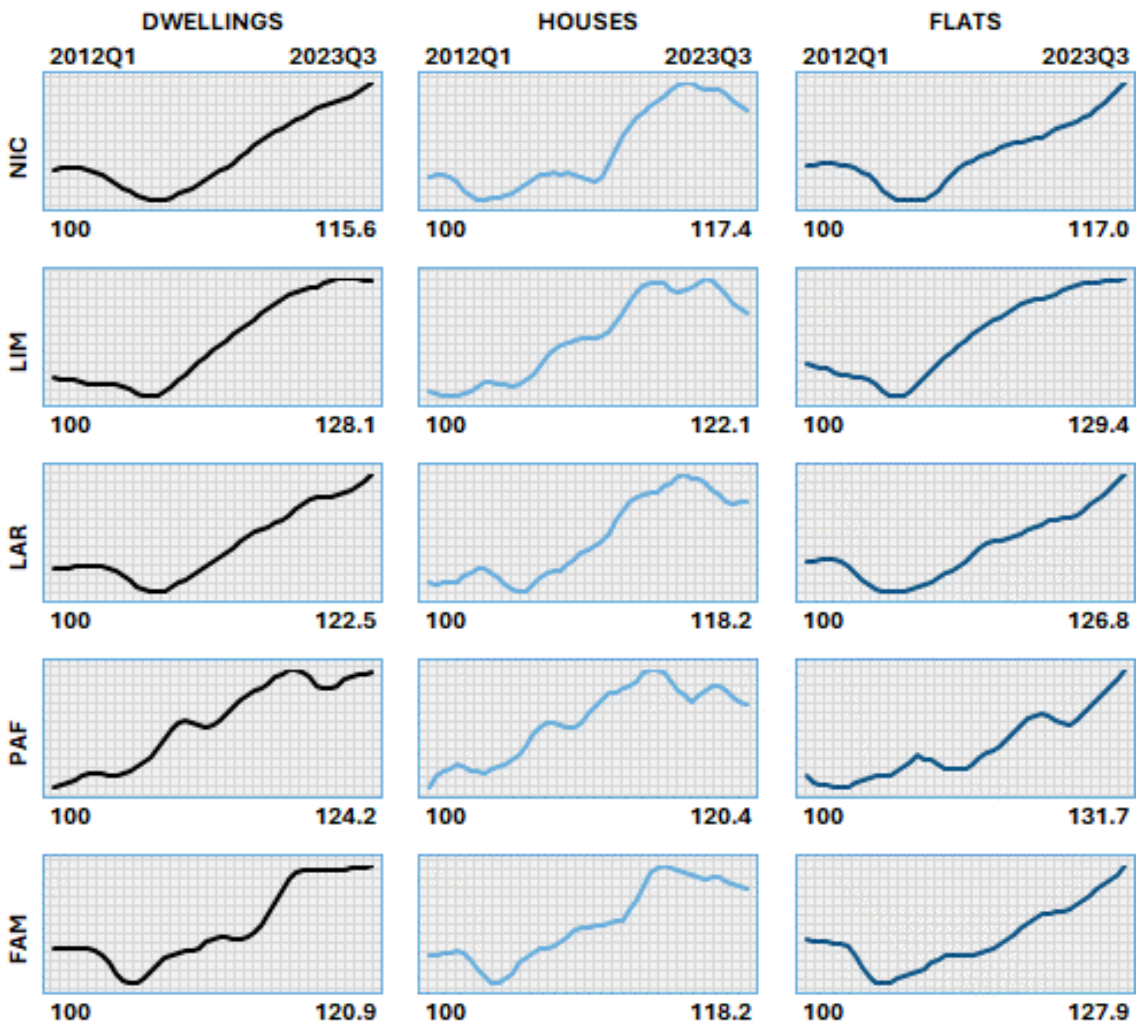 DWELLINGS HOUSES FLATS
2012Q1 2023Q3 2012Q1 2023Q3 2012Q1 2023Q3
NIC
100 115.6 100 117.4 100 117.0
LIM
100 128.1 100 122.1 100 129.4
LAR
100 122.5 100 118.2 100 126.8
PAF
100 124.2 100 120.4 100 131.7
FAM
100 120.9 100 118.2 100 127.9